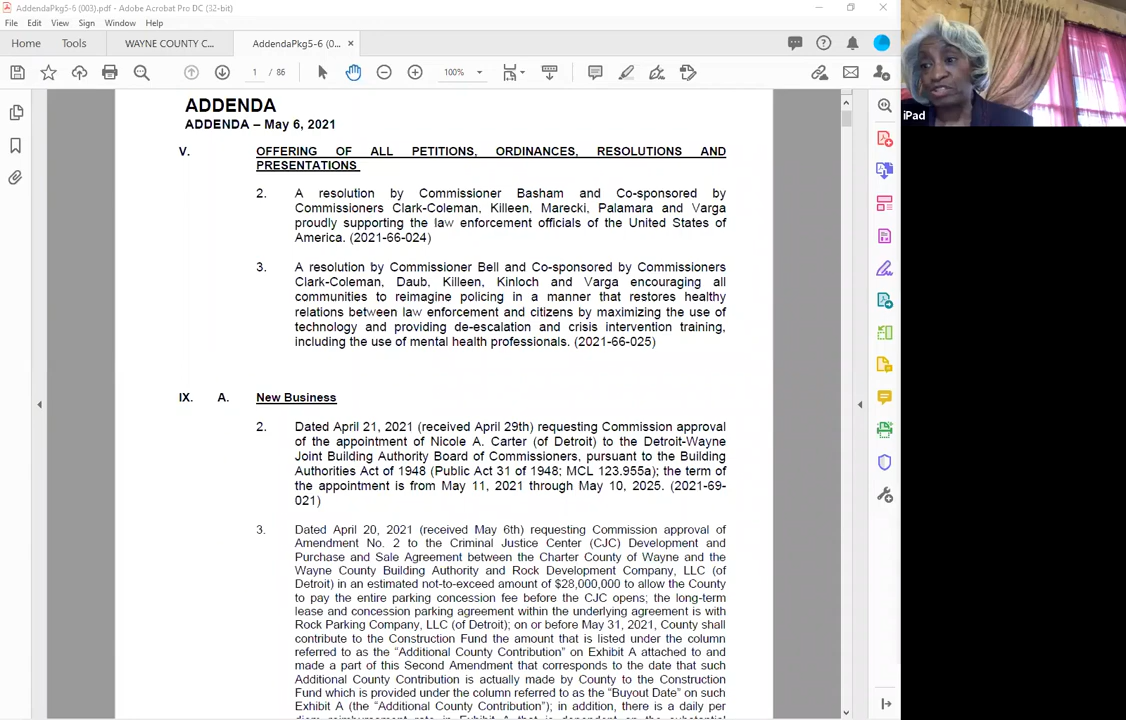 AddendaPkg5-6 (003).pdf - Adobe Acrobat Pro DC (32-bit)
File Edit View Sign Window Help
Home Tools WAYNE COUNTY C... AddendaPkg5-6 (0... ×
1 / 86 100%
iPad
ADDENDA
ADDENDA – May 6, 2021
V. OFFERING OF ALL PETITIONS, ORDINANCES, RESOLUTIONS AND
PRESENTATIONS
2. A resolution by Commissioner Basham and Co-sponsored by
Commissioners Clark-Coleman, Killeen, Marecki, Palamara and Varga
proudly supporting the law enforcement officials of the United States of
America. (2021-66-024)
3. A resolution by Commissioner Bell and Co-sponsored by Commissioners
Clark-Coleman, Daub, Killeen, Kinloch and Varga encouraging all
communities to reimagine policing in a manner that restores healthy
relations between law enforcement and citizens by maximizing the use of
technology and providing de-escalation and crisis intervention training,
including the use of mental health professionals. (2021-66-025)
IX. A. New Business
2. Dated April 21, 2021 (received April 29th) requesting Commission approval
of the appointment of Nicole A. Carter (of Detroit) to the Detroit-Wayne
Joint Building Authority Board of Commissioners, pursuant to the Building
Authorities Act of 1948 (Public Act 31 of 1948; MCL 123.955a); the term of
the appointment is from May 11, 2021 through May 10, 2025. (2021-69-
021)
3. Dated April 20, 2021 (received May 6th) requesting Commission approval of
Amendment No. 2 to the Criminal Justice Center (CJC) Development and
Purchase and Sale Agreement between the Charter County of Wayne and the
Wayne County Building Authority and Rock Development Company, LLC (of
Detroit) in an estimated not-to-exceed amount of $28,000,000 to allow the County
to pay the entire parking concession fee before the CJC opens; the long-term
lease and concession parking agreement within the underlying agreement is with
Rock Parking Company, LLC (of Detroit); on or before May 31, 2021, County shall
contribute to the Construction Fund the amount that is listed under the column
referred to as the “Additional County Contribution” on Exhibit A attached to and
made a part of this Second Amendment that corresponds to the date that such
Additional County Contribution is actually made by County to the Construction
Fund which is provided under the column referred to as the “Buyout Date” on such
Exhibit A (the “Additional County Contribution”); in addition, there is a daily per
diem reimbursement rate in Exhibit A that is dependent on the substantial